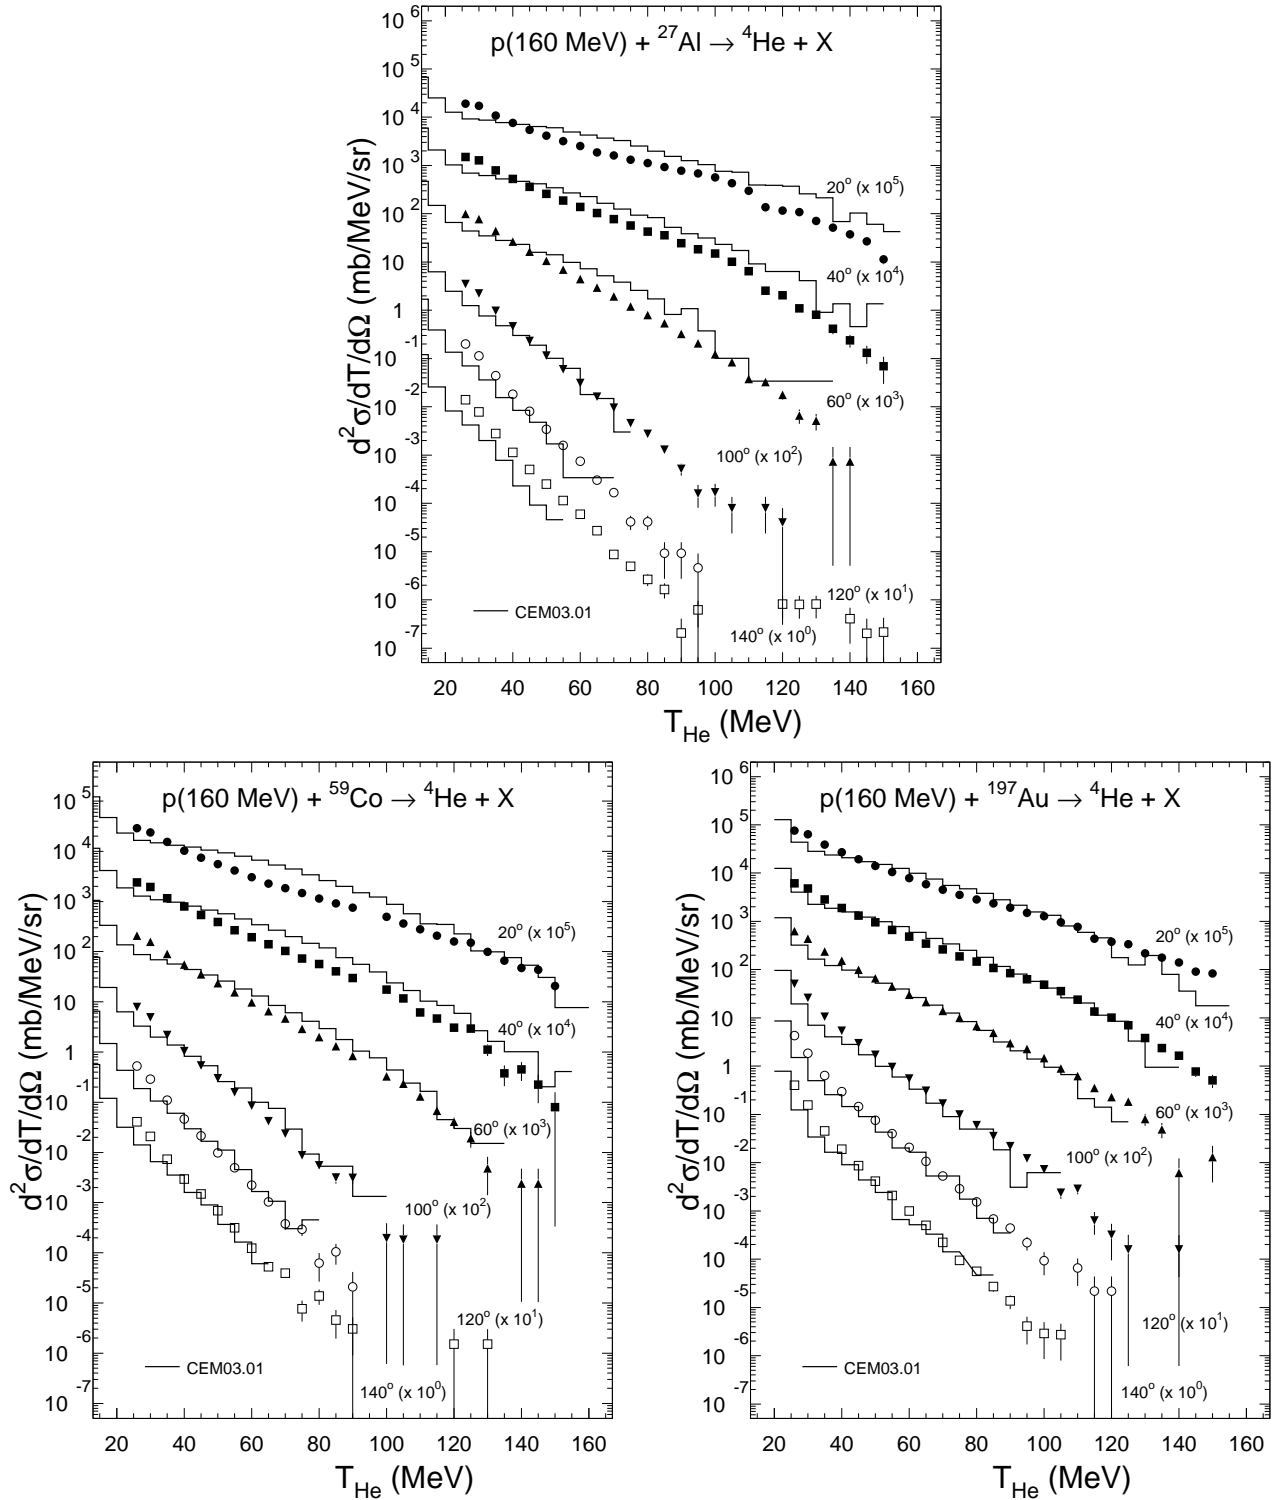 p(160 MeV) + ²⁷Al → ⁴He + X
d²σ/dT/dΩ (mb/MeV/sr)
10⁶
10⁵
10⁴
10³
10²
10
1
10⁻¹
10⁻²
10⁻³
10⁻⁴
10⁻⁵
10⁻⁶
10⁻⁷
20° (x 10⁵)
40° (x 10⁴)
60° (x 10³)
100° (x 10²)
120° (x 10¹)
140° (x 10⁰)
CEM03.01
20 40 60 80 100 120 140 160
T_He (MeV)
p(160 MeV) + ⁵⁹Co → ⁴He + X
d²σ/dT/dΩ (mb/MeV/sr)
10⁵
10⁴
10³
10²
10
1
10⁻¹
10⁻²
10⁻³
10⁻⁴
10⁻⁵
10⁻⁶
10⁻⁷
20° (x 10⁵)
40° (x 10⁴)
60° (x 10³)
100° (x 10²)
120° (x 10¹)
140° (x 10⁰)
CEM03.01
20 40 60 80 100 120 140 160
T_He (MeV)
p(160 MeV) + ¹⁹⁷Au → ⁴He + X
d²σ/dT/dΩ (mb/MeV/sr)
10⁶
10⁵
10⁴
10³
10²
10
1
10⁻¹
10⁻²
10⁻³
10⁻⁴
10⁻⁵
10⁻⁶
10⁻⁷
20° (x 10⁵)
40° (x 10⁴)
60° (x 10³)
100° (x 10²)
120° (x 10¹)
140° (x 10⁰)
CEM03.01
20 40 60 80 100 120 140 160
T_He (MeV)